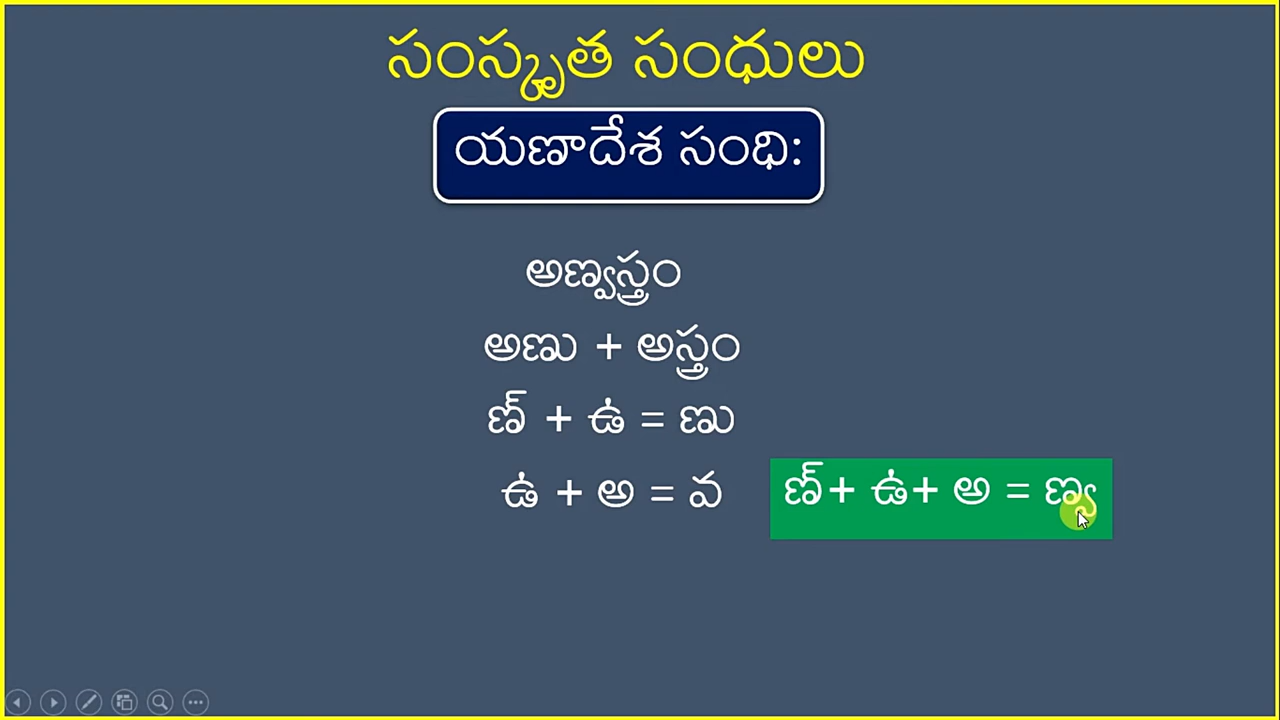 సంస్కృత సంధులు
యణాదేశ సంధి:
అణ్వస్త్రం
అణు + అస్త్రం
ణ్ + ఉ = ణు
ఉ + అ = వ
ణ్+ ఉ+ అ = ణ్వ